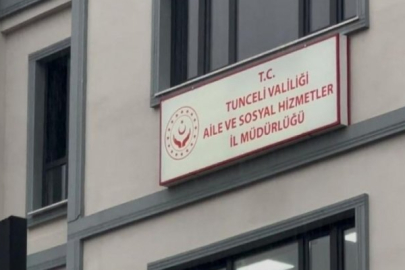 T.C.
TUNCELİ VALİLİĞİ
AİLE VE SOSYAL HİZMETLER
İL MÜDÜRLÜĞÜ